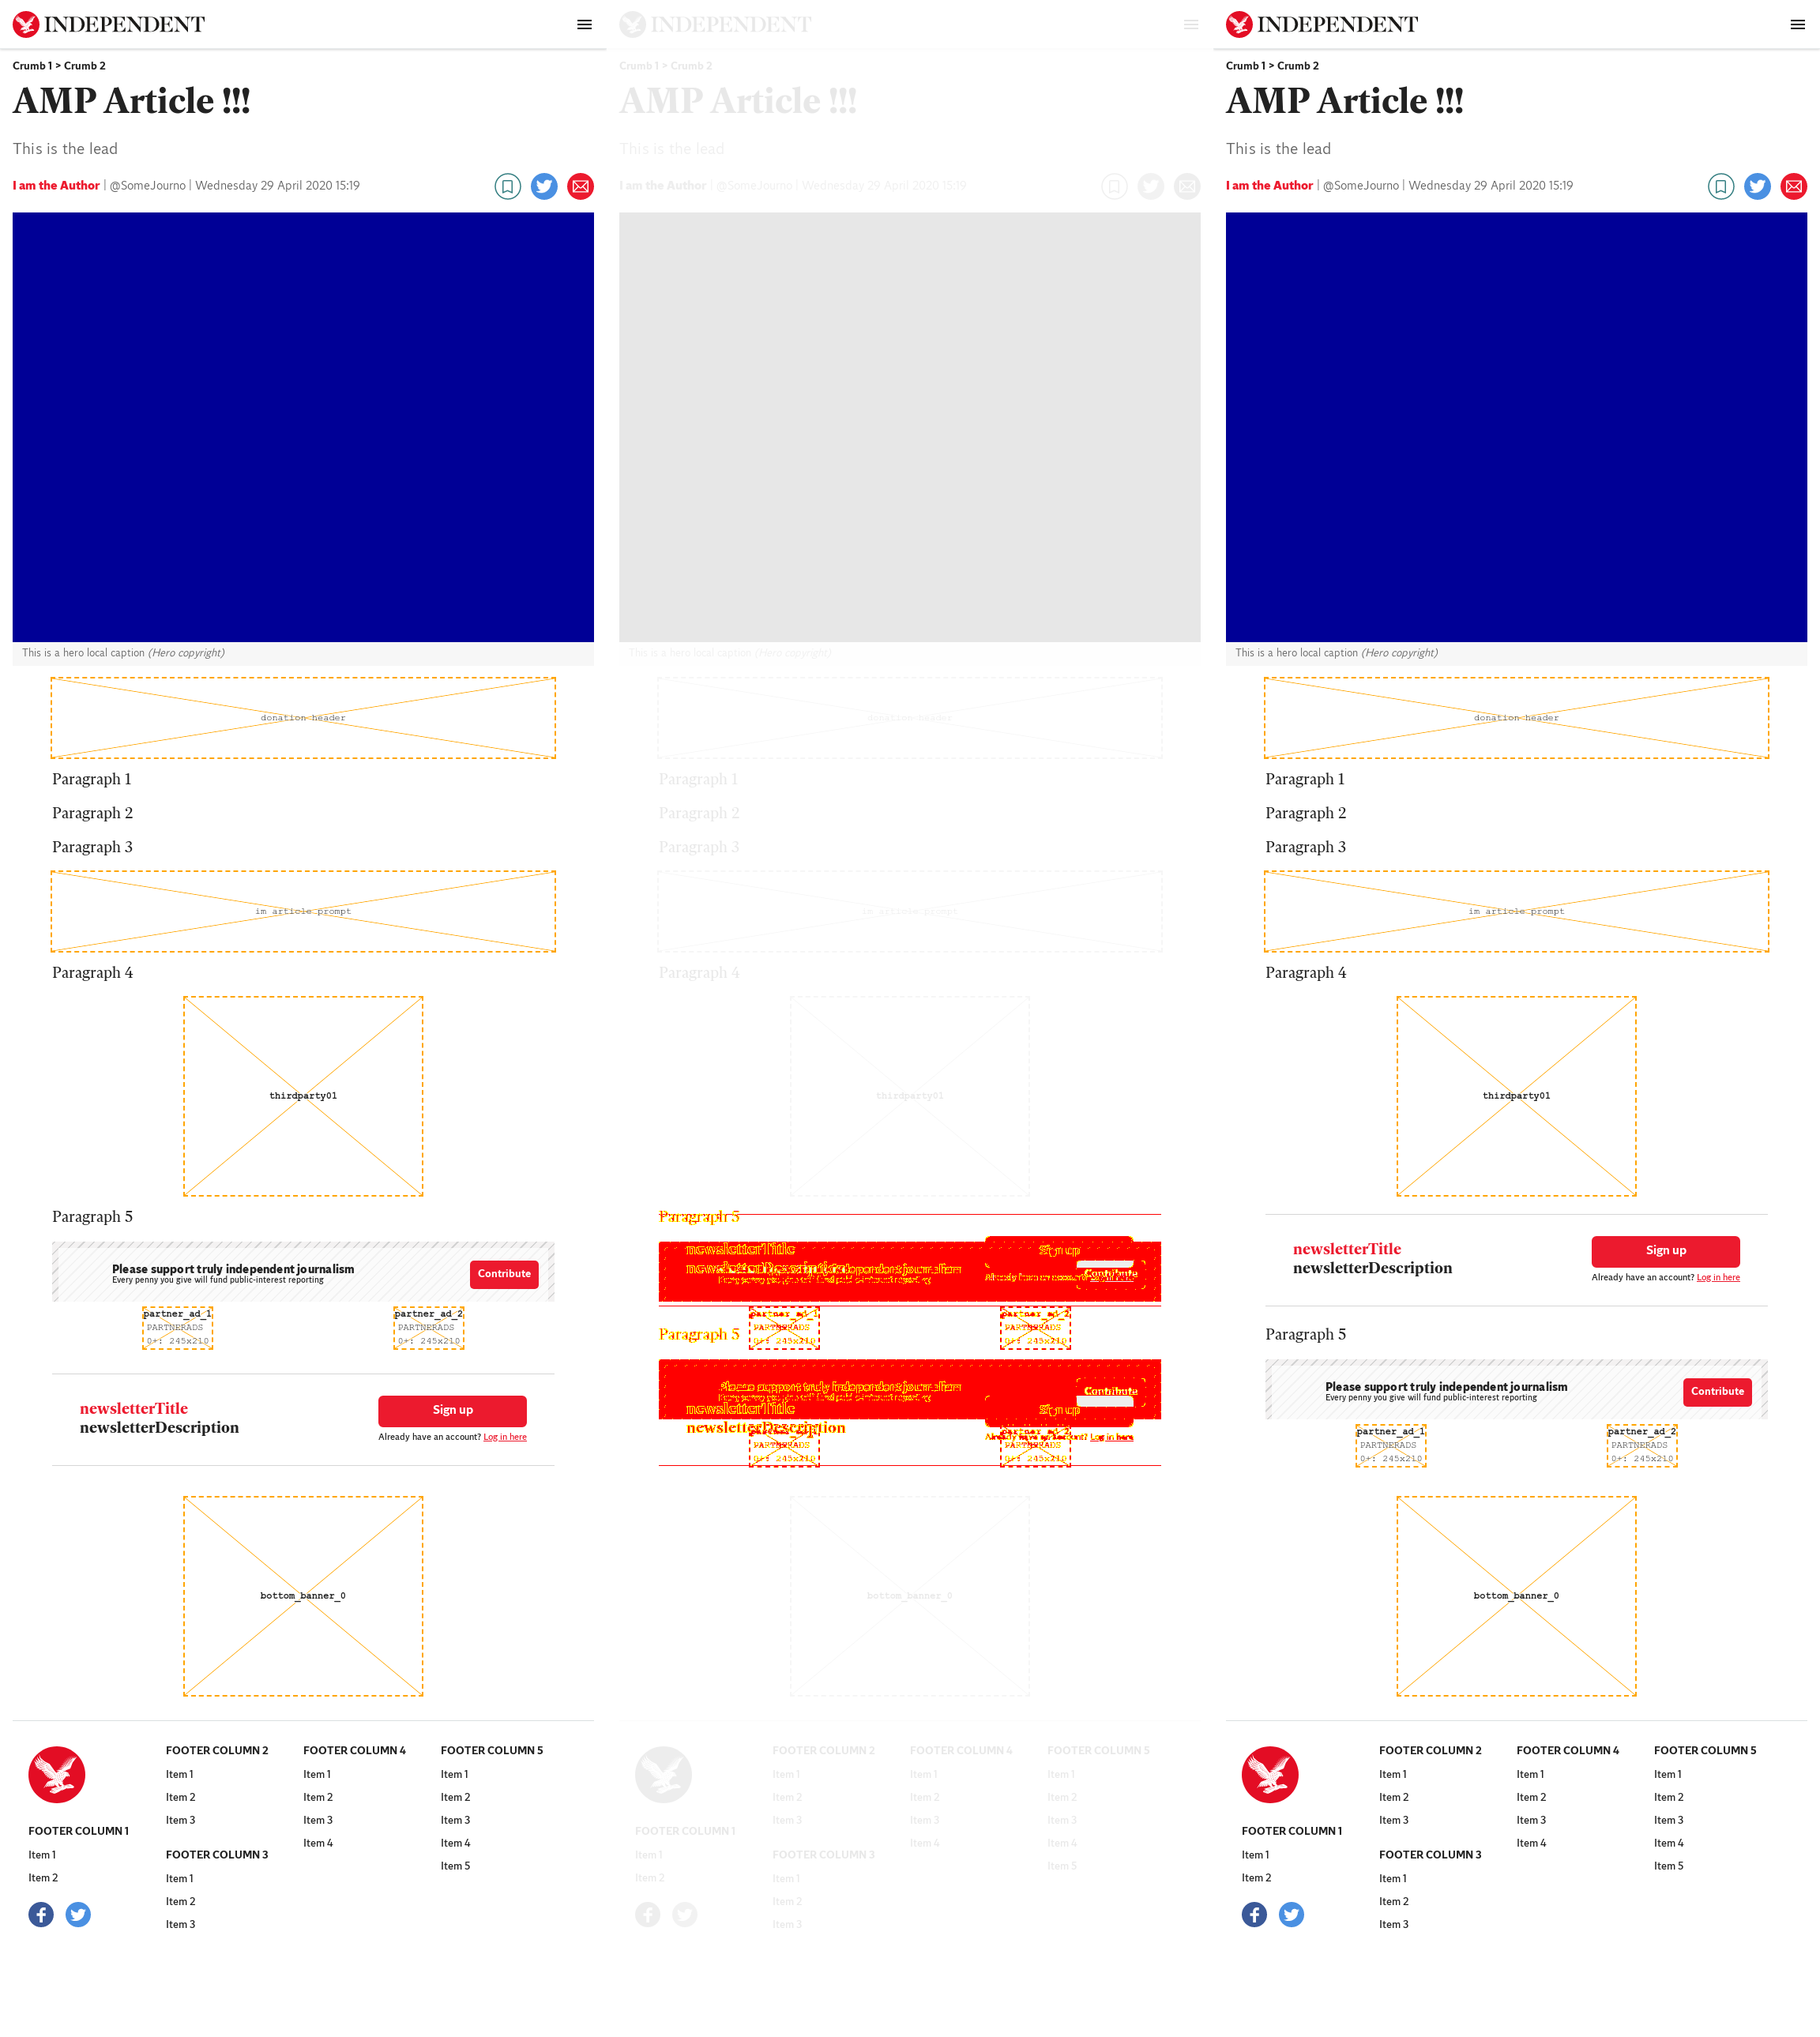 INDEPENDENT
Crumb 1 > Crumb 2
AMP Article !!!
This is the lead
I am the Author | @SomeJourno | Wednesday 29 April 2020 15:19
This is a hero local caption (Hero copyright)
donation header
Paragraph 1
Paragraph 2
Paragraph 3
im article prompt
Paragraph 4
thirdparty01
Paragraph 5
Please support truly independent journalism
Every penny you give will fund public-interest reporting
Contribute
partner_ad_1
PARTNERADS
0+: 245x210
partner_ad_2
PARTNERADS
0+: 245x210
newsletterTitle
newsletterDescription
Sign up
Already have an account? Log in here
bottom_banner_0
FOOTER COLUMN 1
Item 1
Item 2
FOOTER COLUMN 2
Item 1
Item 2
Item 3
FOOTER COLUMN 3
Item 1
Item 2
Item 3
FOOTER COLUMN 4
Item 1
Item 2
Item 3
Item 4
FOOTER COLUMN 5
Item 1
Item 2
Item 3
Item 4
Item 5
INDEPENDENT
Crumb 1 > Crumb 2
AMP Article !!!
This is the lead
I am the Author | @SomeJourno | Wednesday 29 April 2020 15:19
This is a hero local caption (Hero copyright)
donation header
Paragraph 1
Paragraph 2
Paragraph 3
article prompt
Paragraph 4
thirdparty01
Paragraph 5
newsletterTitle
newsletterDescription
Sign up
Contribute
partner_ad_1
PARTNERADS
0+: 245x210
partner_ad_2
PARTNERADS
0+: 245x210
Paragraph 5
Please support truly independent journalism
Contribute
newsletterTitle
newsletterDescription
Sign up
Already have an account? Log in here
PARTNERADS
0+: 245x210
PARTNERADS
0+: 245x210
bottom_banner_0
FOOTER COLUMN 1
Item 1
Item 2
FOOTER COLUMN 2
Item 1
Item 2
Item 3
FOOTER COLUMN 3
Item 1
Item 2
Item 3
FOOTER COLUMN 4
Item 1
Item 2
Item 3
Item 4
FOOTER COLUMN 5
Item 1
Item 2
Item 3
Item 4
Item 5
INDEPENDENT
Crumb 1 > Crumb 2
AMP Article !!!
This is the lead
I am the Author | @SomeJourno | Wednesday 29 April 2020 15:19
This is a hero local caption (Hero copyright)
donation header
Paragraph 1
Paragraph 2
Paragraph 3
im article prompt
Paragraph 4
thirdparty01
newsletterTitle
newsletterDescription
Sign up
Already have an account? Log in here
Paragraph 5
Please support truly independent journalism
Every penny you give will fund public-interest reporting
Contribute
partner_ad_1
PARTNERADS
0+: 245x210
partner_ad_2
PARTNERADS
0+: 245x210
bottom_banner_0
FOOTER COLUMN 1
Item 1
Item 2
FOOTER COLUMN 2
Item 1
Item 2
Item 3
FOOTER COLUMN 3
Item 1
Item 2
Item 3
FOOTER COLUMN 4
Item 1
Item 2
Item 3
Item 4
FOOTER COLUMN 5
Item 1
Item 2
Item 3
Item 4
Item 5